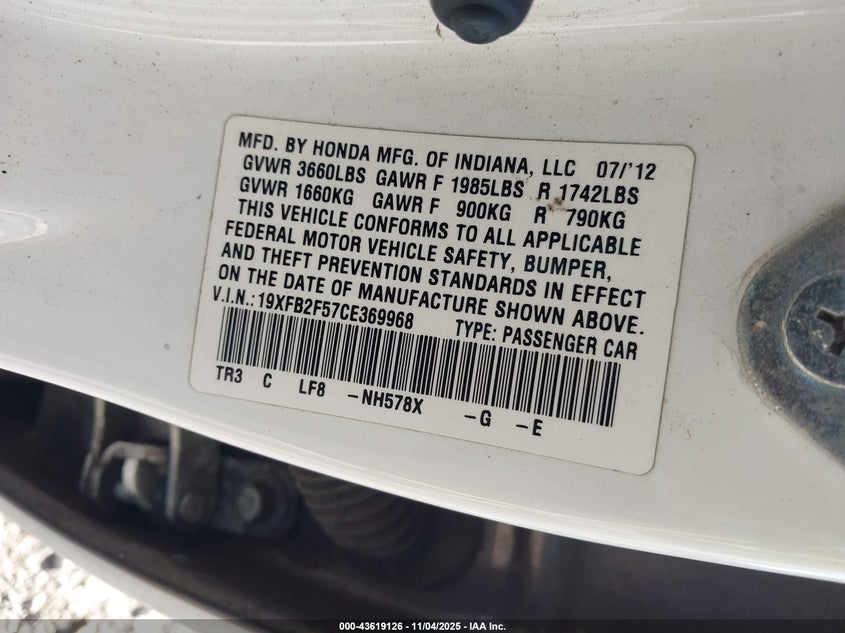 MFD. BY HONDA MFG. OF INDIANA, LLC 07/'12
GVWR 3660LBS GAWR F 1985LBS R 1742LBS
GVWR 1660KG GAWR F 900KG R 790KG
THIS VEHICLE CONFORMS TO ALL APPLICABLE
FEDERAL MOTOR VEHICLE SAFETY, BUMPER,
AND THEFT PREVENTION STANDARDS IN EFFECT
ON THE DATE OF MANUFACTURE SHOWN ABOVE.
V.I.N.: 19XFB2F57CE369968 TYPE: PASSENGER CAR
TR3 C LF8 -NH578X -G -E
000-43619126 - 11/04/2025 - IAA Inc.